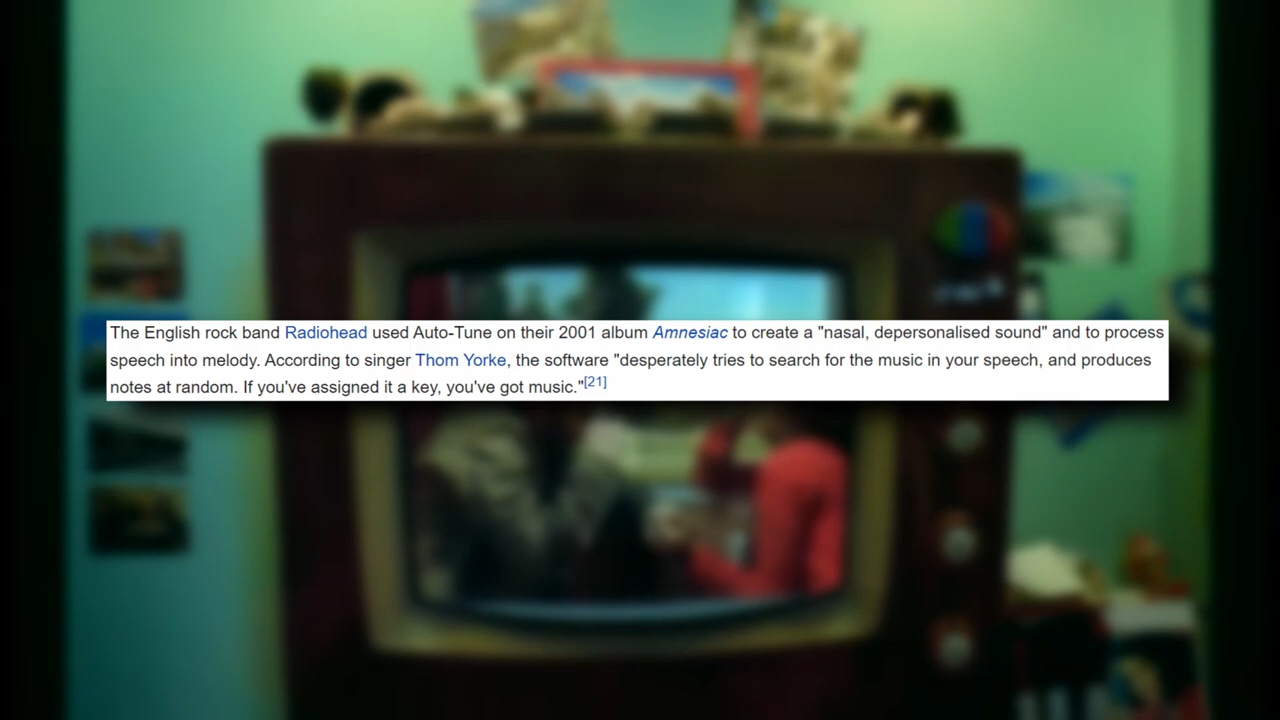 The English rock band Radiohead used Auto-Tune on their 2001 album Amnesiac to create a "nasal, depersonalised sound" and to process
speech into melody. According to singer Thom Yorke, the software "desperately tries to search for the music in your speech, and produces
notes at random. If you've assigned it a key, you've got music."[21]